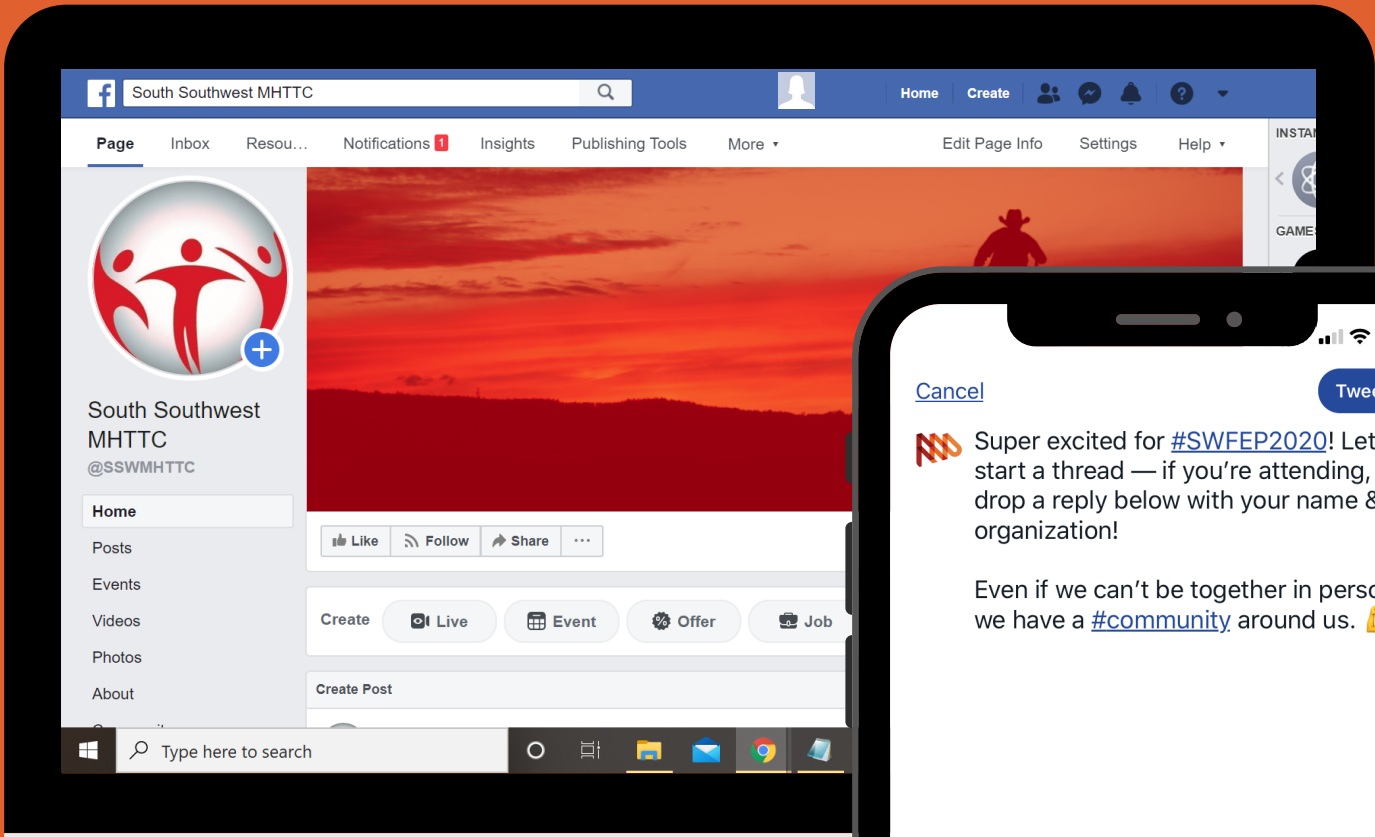 South Southwest MHTTC
Home Create
Page Inbox Resou… Notifications 1 Insights Publishing Tools More Edit Page Info Settings Help
GAMES
South Southwest
MHTTC
@SSWMHTTC
Home
Posts
Events
Videos
Photos
About
Like Follow Share ...
Create Live Event Offer Job
Create Post
Type here to search
Cancel
Super excited for #SWFEP2020! Let
start a thread — if you’re attending,
drop a reply below with your name &
organization!
Even if we can’t be together in perso
we have a #community around us.